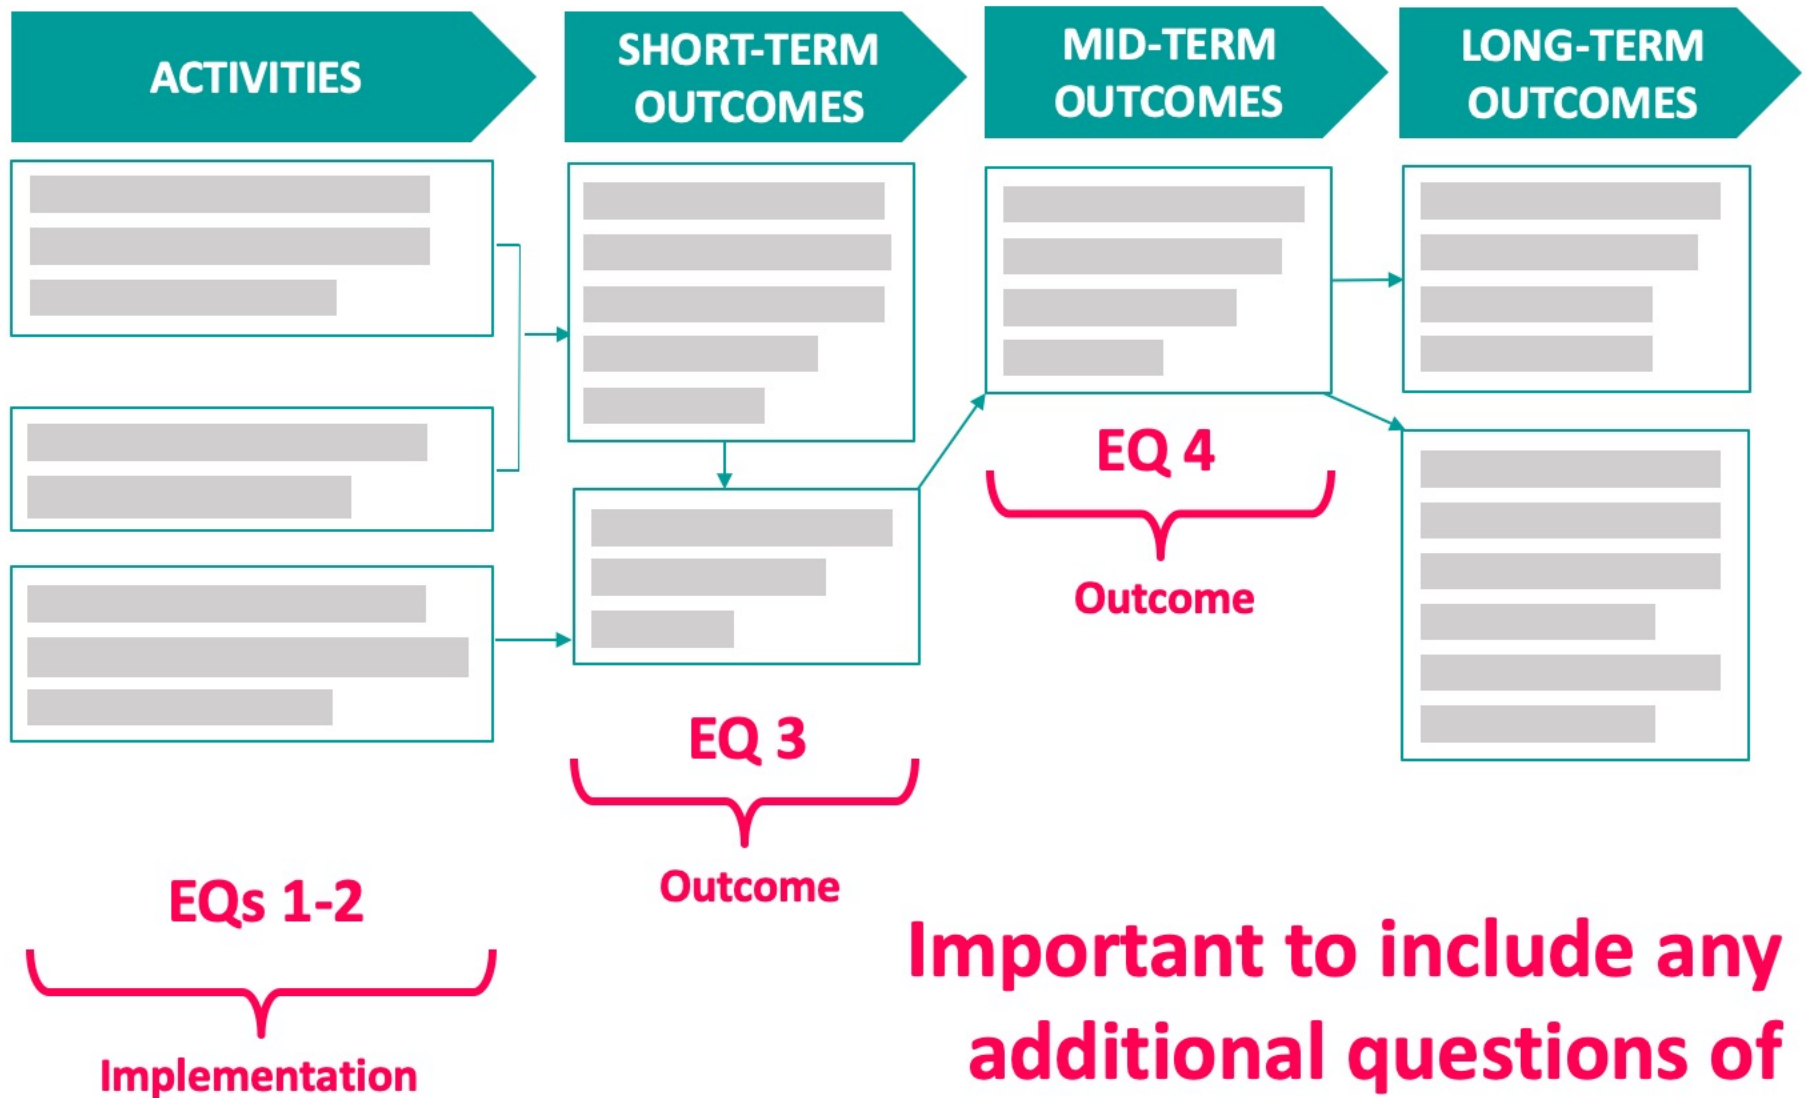 ACTIVITIES
SHORT-TERM
OUTCOMES
MID-TERM
OUTCOMES
LONG-TERM
OUTCOMES
EQ 4
Outcome
EQ 3
Outcome
EQs 1-2
Implementation
Important to include any
additional questions of